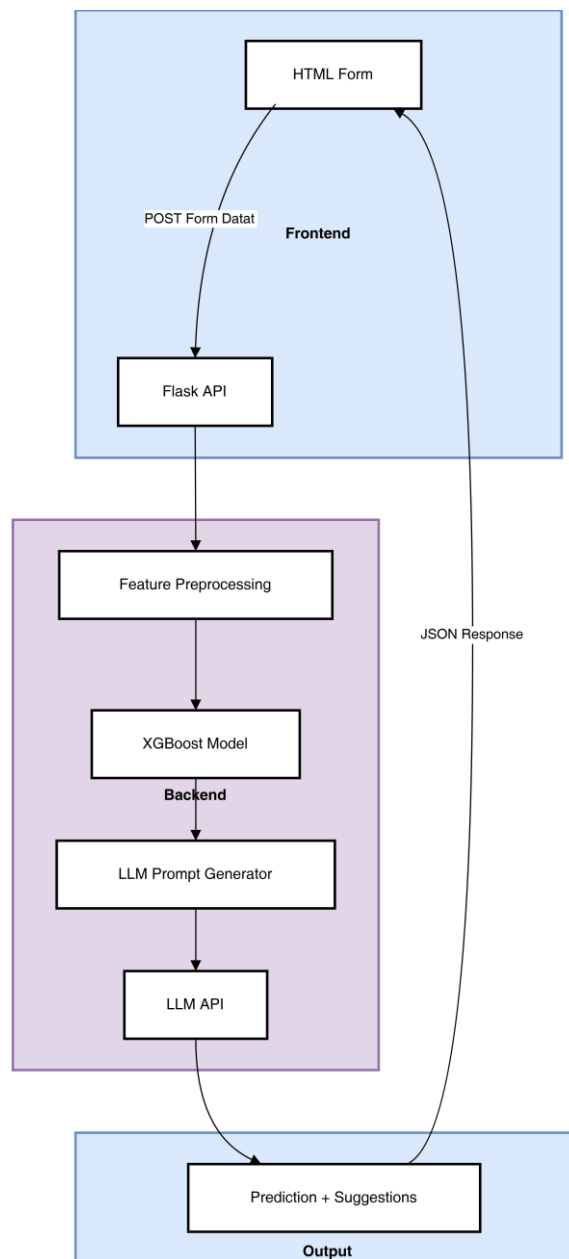 HTML Form
POST Form Datat
Frontend
Flask API
Feature Preprocessing
JSON Response
XGBoost Model
Backend
LLM Prompt Generator
LLM API
Prediction + Suggestions
Output